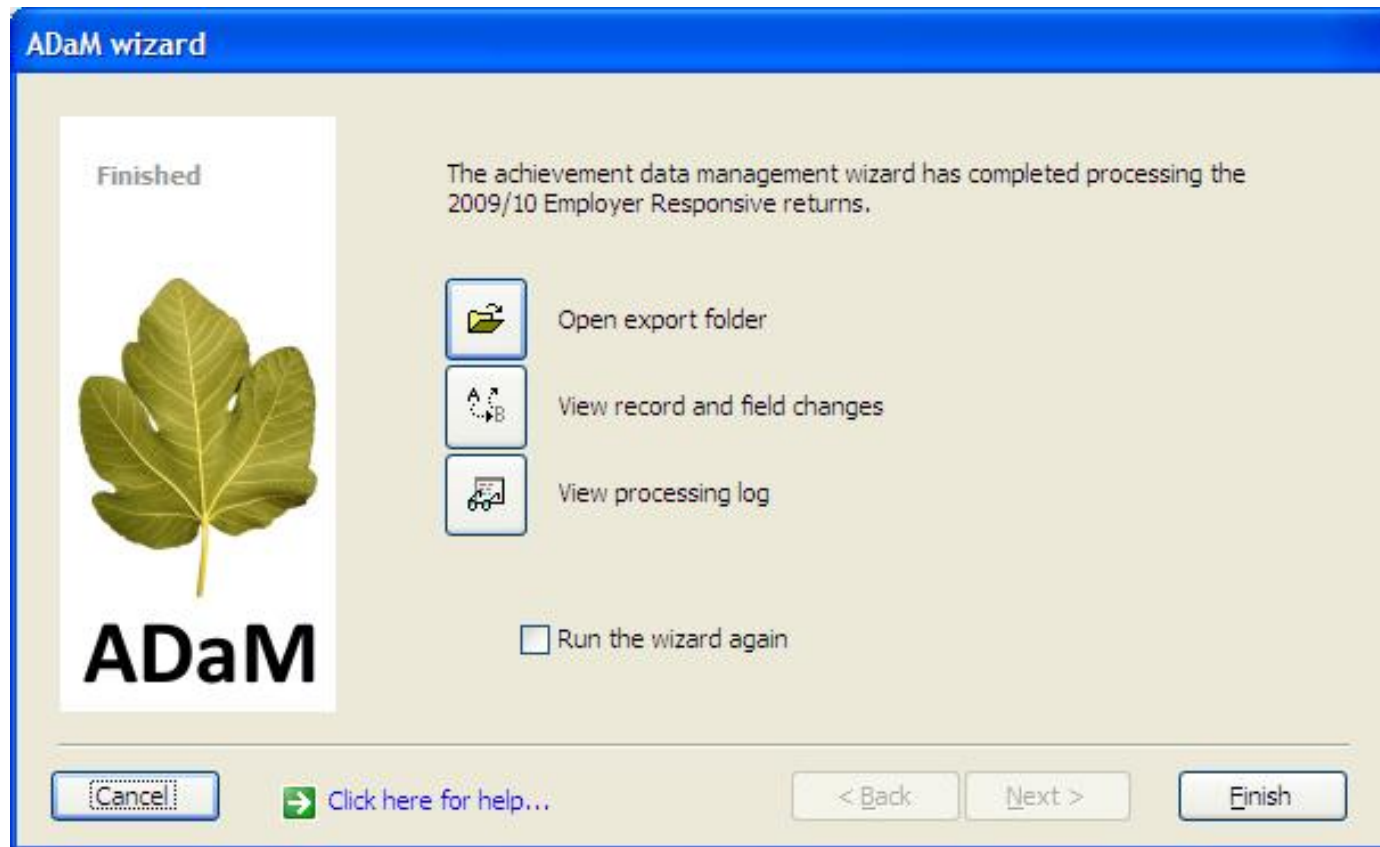 ADaM wizard
Finished
The achievement data management wizard has completed processing the
2009/10 Employer Responsive returns.
Open export folder
A
B
View record and field changes
View processing log
Run the wizard again
ADaM
Cancel
Click here for help...
< Back
Next >
Finish